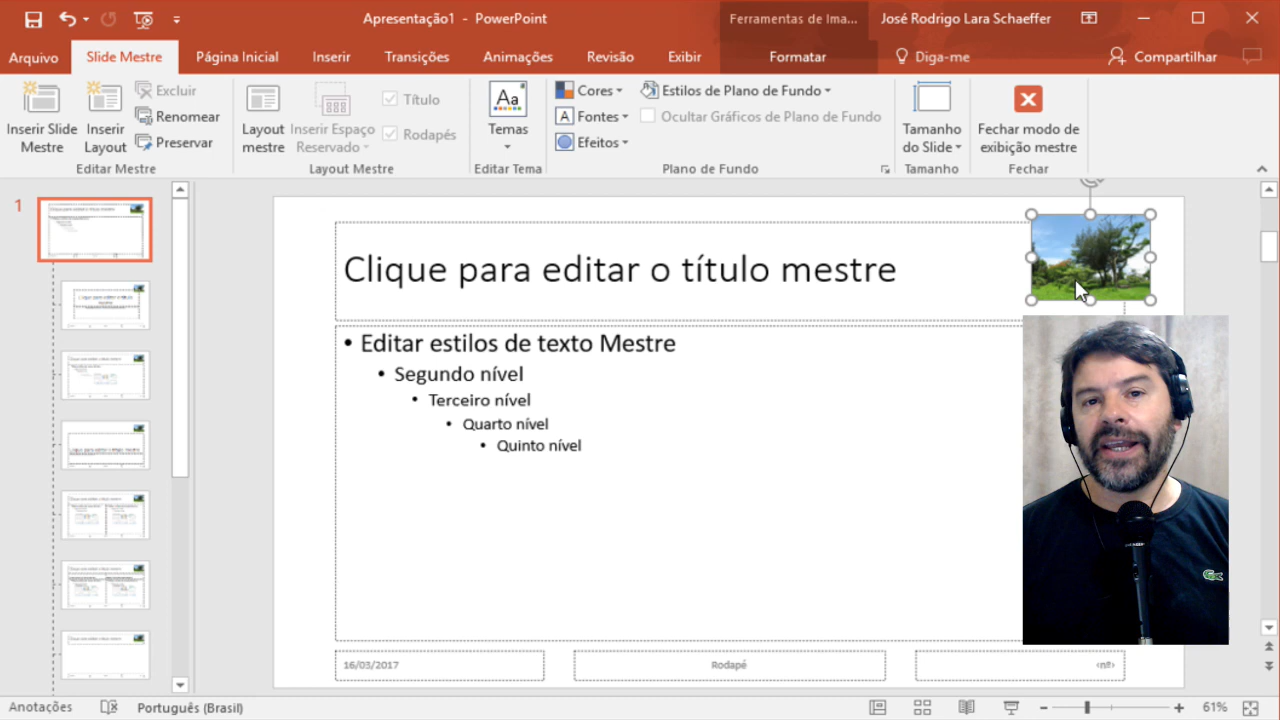 Apresentação1 - PowerPoint
Ferramentas de Ima...
José Rodrigo Lara Schaeffer
Arquivo
Slide Mestre
Página Inicial
Inserir
Transições
Animações
Revisão
Exibir
Formatar
Diga-me
Compartilhar
Inserir Slide Mestre
Inserir Layout
Excluir
Renomear
Preservar
Editar Mestre
Layout mestre
Inserir Espaço Reservado
Título
Rodapés
Layout Mestre
Aa
Temas
Editar Tema
Cores
A Fontes
Efeitos
Estilos de Plano de Fundo
Ocultar Gráficos de Plano de Fundo
Plano de Fundo
Tamanho do Slide
Tamanho
Fechar modo de exibição mestre
Fechar
1
Clique para editar o título mestre
• Editar estilos de texto Mestre
• Segundo nível
• Terceiro nível
• Quarto nível
• Quinto nível
16/03/2017
Rodapé
‹nº›
Anotações
Português (Brasil)
61%